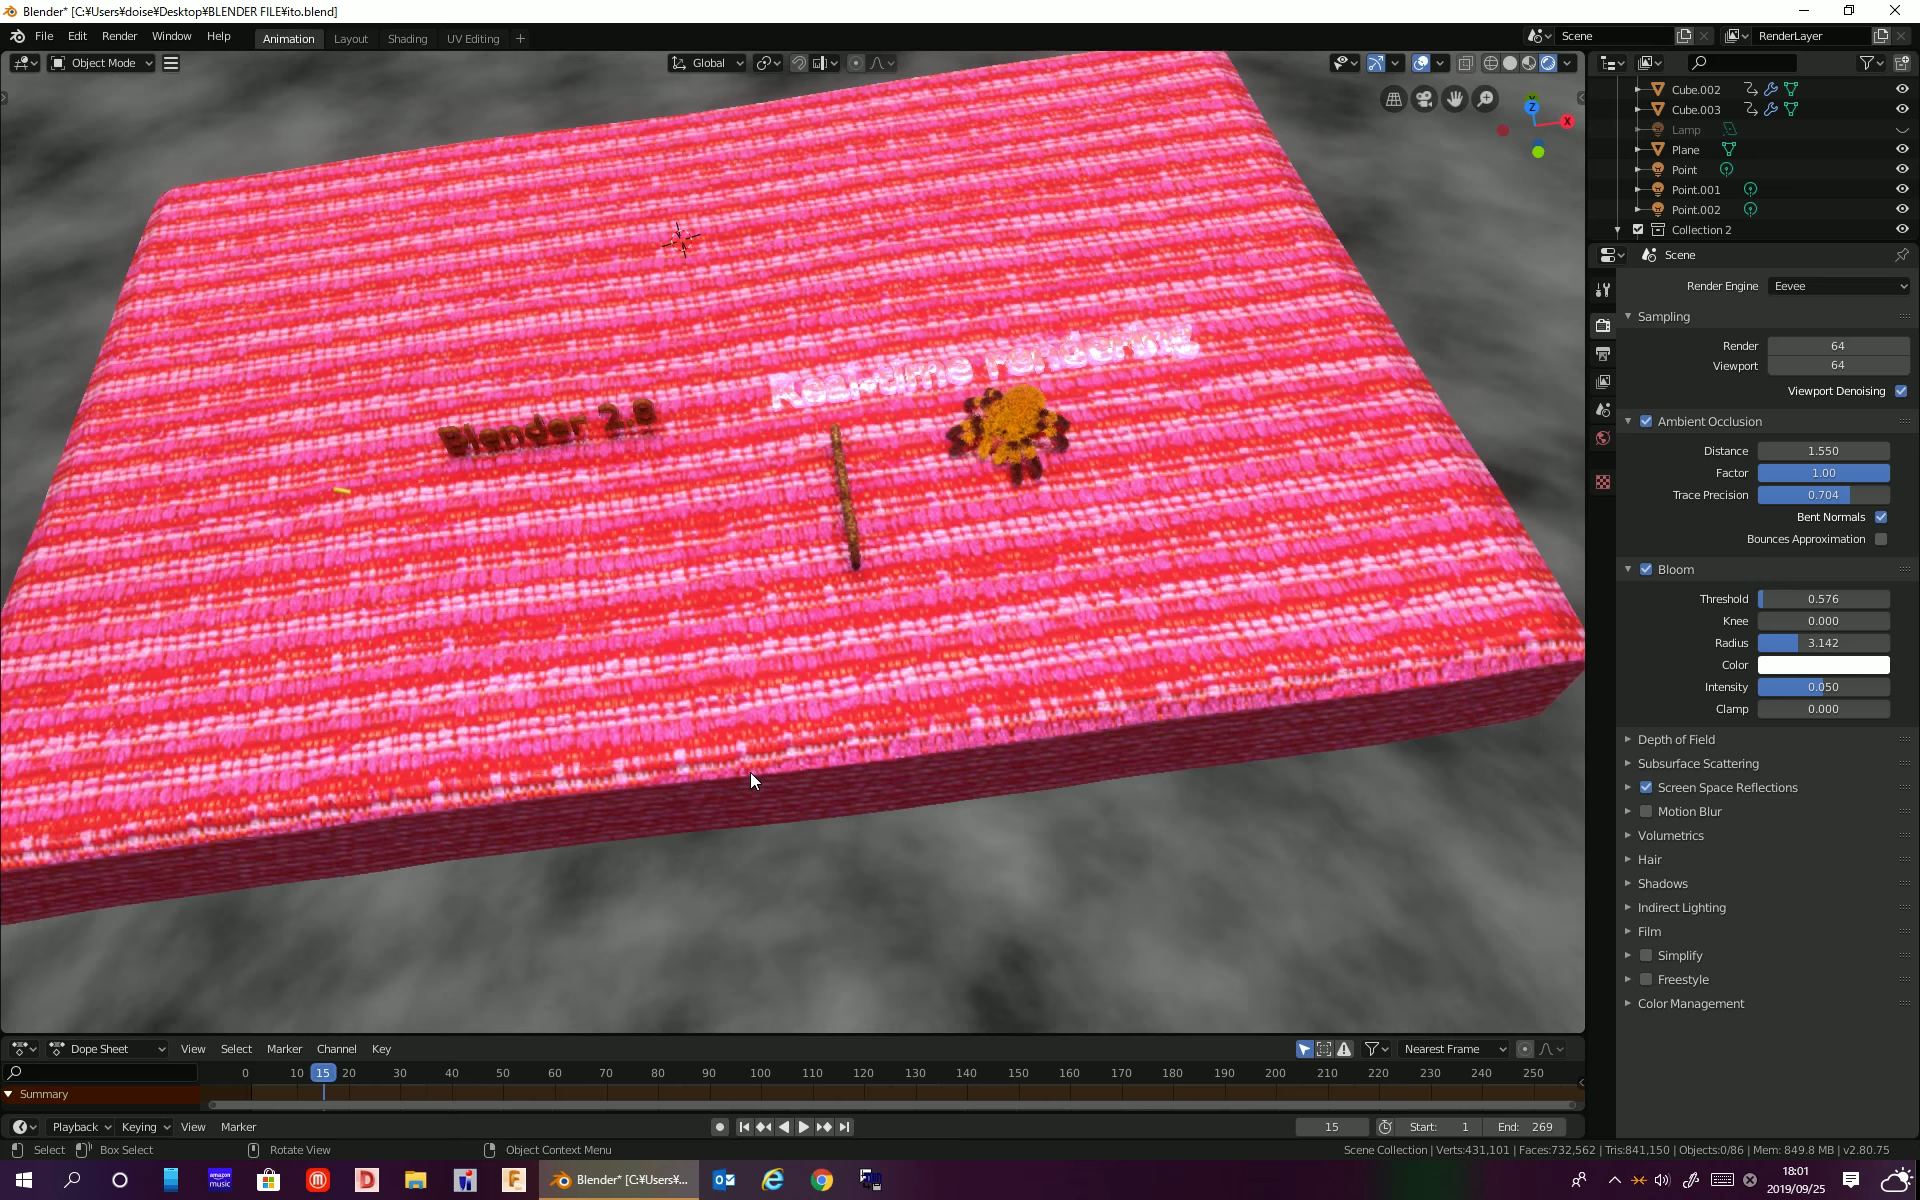 Blender* [C:¥Users¥doise¥Desktop¥BLENDER FILE¥ito.blend]
File Edit Render Window Help Animation Layout Shading UV Editing + Scene RenderLayer
Object Mode Global
Cube.002
Cube.003
Lamp
Plane
Point
Point.001
Point.002
Collection 2
Z
X
Scene
Render Engine Eevee
Sampling
Render 64
Viewport 64
Viewport Denoising
Ambient Occlusion
Distance 1.550
Factor 1.00
Trace Precision 0.704
Bent Normals
Bounces Approximation
Bloom
Threshold 0.576
Knee 0.000
Radius 3.142
Color
Intensity 0.050
Clamp 0.000
Depth of Field
Subsurface Scattering
Screen Space Reflections
Motion Blur
Volumetrics
Hair
Shadows
Indirect Lighting
Film
Simplify
Freestyle
Color Management
Realtime rendering
Blender 2.8
Dope Sheet View Select Marker Channel Key Nearest Frame
0 10 15 20 30 40 50 60 70 80 90 100 110 120 130 140 150 160 170 180 190 200 210 220 230 240 250
Summary
Playback Keying View Marker 15 Start: 1 End: 269
Select Box Select Rotate View Object Context Menu Scene Collection | Verts:431,101 | Faces:732,562 | Tris:841,150 | Objects:0/86 | Mem: 849.8 MB | v2.80.75
amazon music
Blender* [C:¥Users¥...
18:01
2019/09/25